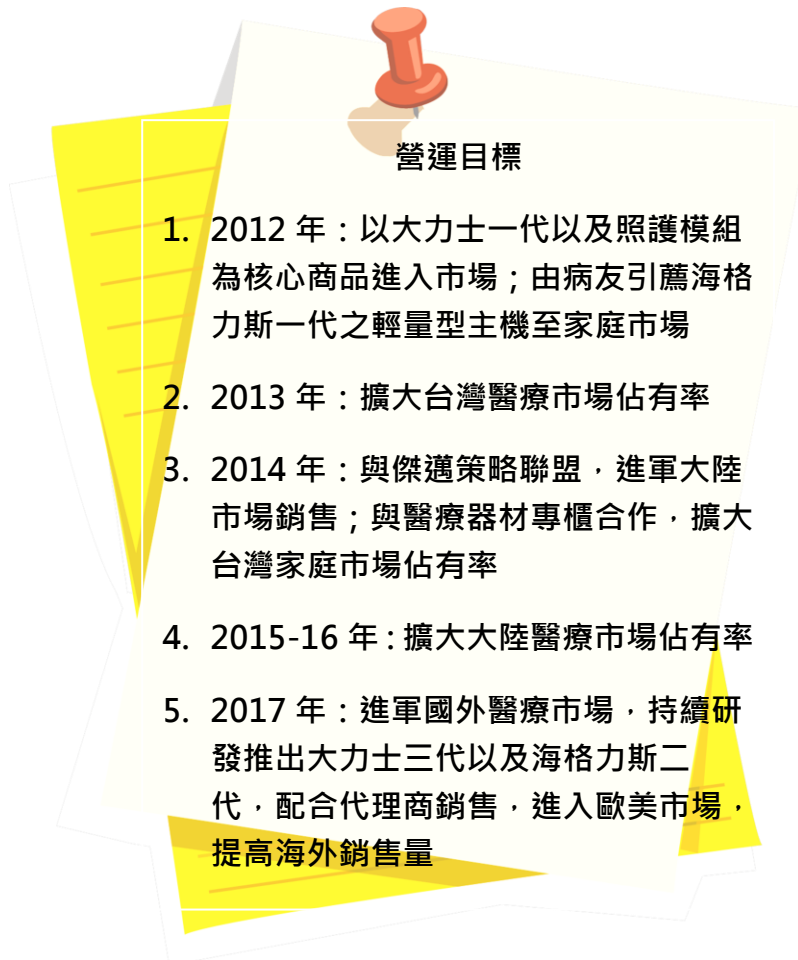 營運目標
1. 2012 年：以大力士一代以及照護模組
為核心商品進入市場；由病友引薦海格
力斯一代之輕量型主機至家庭市場
2. 2013 年：擴大台灣醫療市場佔有率
3. 2014 年：與傑邁策略聯盟，進軍大陸
市場銷售；與醫療器材專櫃合作，擴大
台灣家庭市場佔有率
4. 2015-16 年：擴大大陸醫療市場佔有率
5. 2017 年：進軍國外醫療市場，持續研
發推出大力士三代以及海格力斯二
代，配合代理商銷售，進入歐美市場，
提高海外銷售量